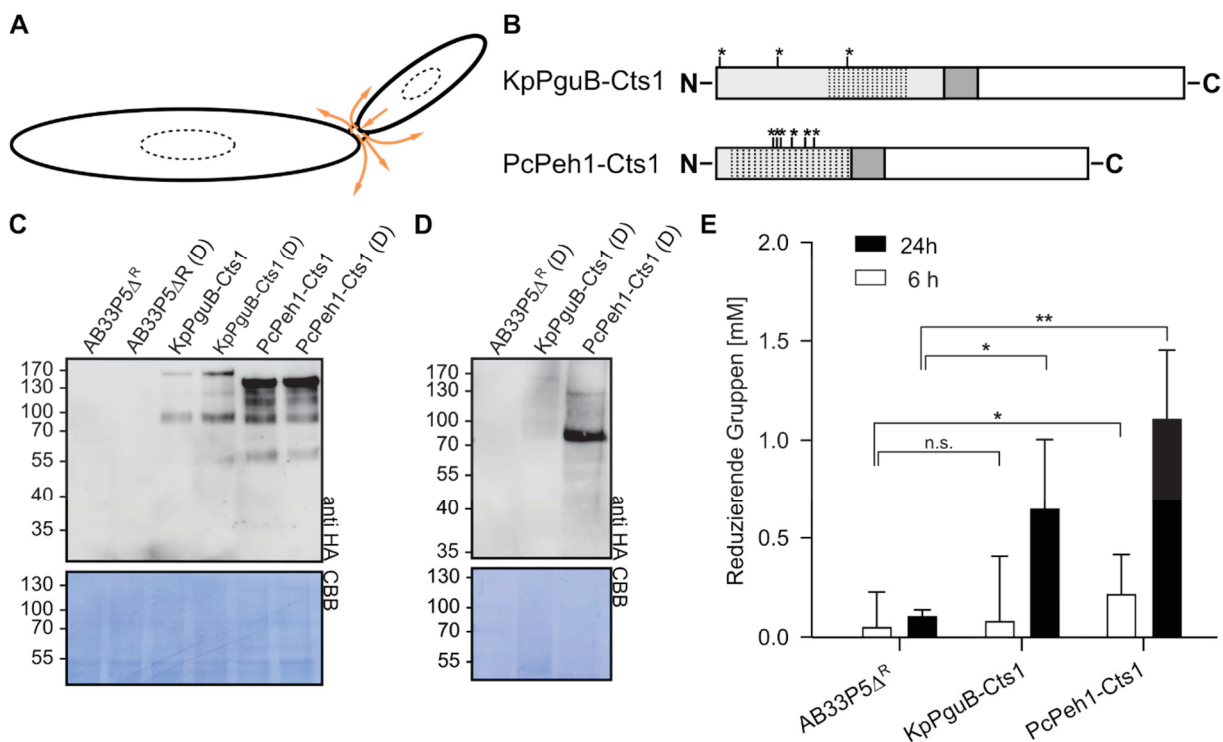 A
B
* * *
KpPguB-Cts1 N C
*** * **
PcPeh1-Cts1 N C
C
AB33P5Δᴿ
AB33P5ΔR (D)
KpPguB-Cts1
KpPguB-Cts1 (D)
PcPeh1-Cts1
PcPeh1-Cts1 (D)
170
130
100
70
55
40
35
anti HA
130
100
70
55
CBB
D
AB33P5Δᴿ (D)
KpPguB-Cts1 (D)
PcPeh1-Cts1 (D)
170
130
100
70
55
40
35
anti HA
130
100
70
55
CBB
E
Reduzierende Gruppen [mM]
2.0
1.5
1.0
0.5
0.0
24h
6 h
**
*
*
n.s.
AB33P5Δᴿ
KpPguB-Cts1
PcPeh1-Cts1